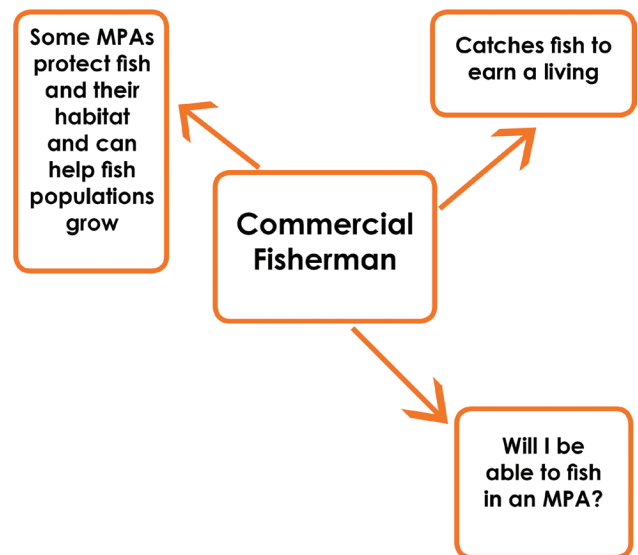 Some MPAs
protect fish
and their
habitat
and can
help fish
populations
grow
Catches fish to
earn a living
Commercial
Fisherman
Will I be
able to fish
in an MPA?